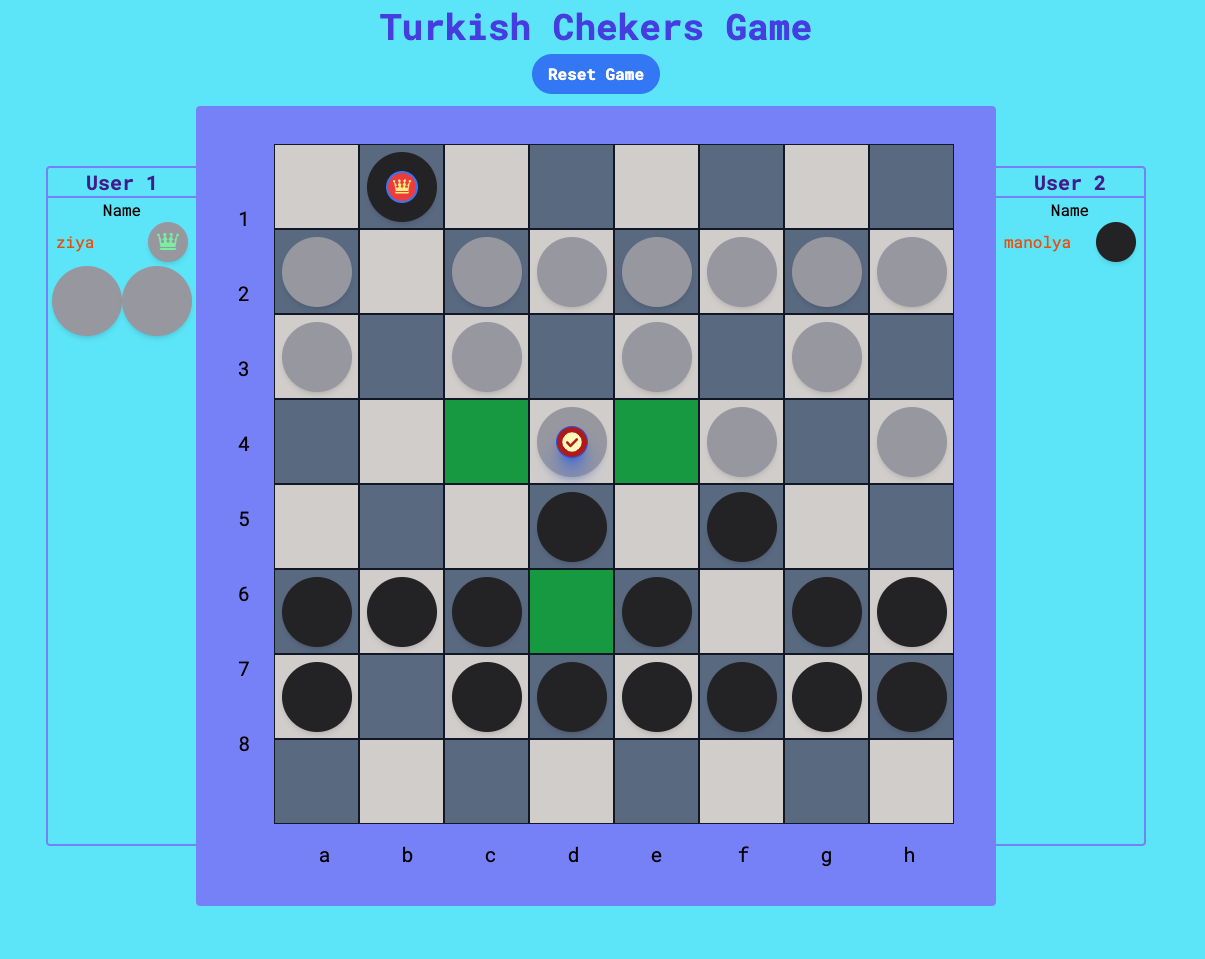 Turkish Chekers Game
Reset Game
User 1
Name
ziya
User 2
Name
manolya
1
2
3
4
5
6
7
8
a b c d e f g h